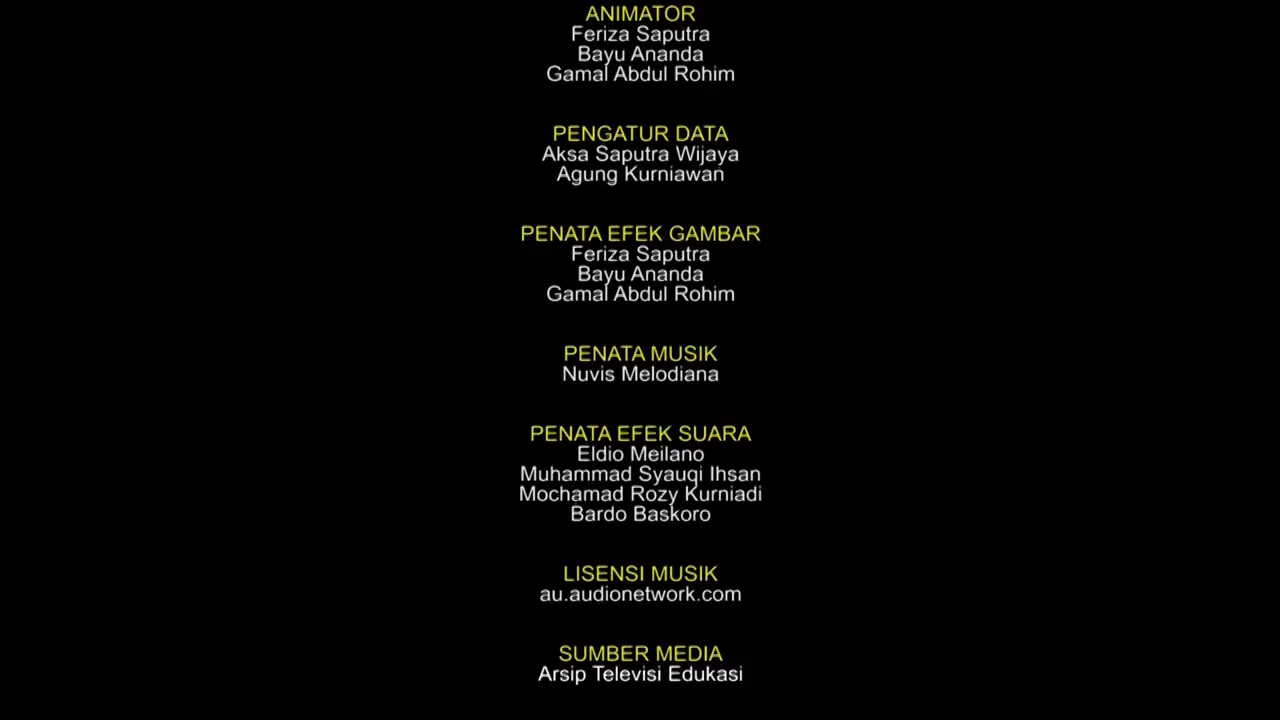 ANIMATOR
Feriza Saputra
Bayu Ananda
Gamal Abdul Rohim
PENGATUR DATA
Aksa Saputra Wijaya
Agung Kurniawan
PENATA EFEK GAMBAR
Feriza Saputra
Bayu Ananda
Gamal Abdul Rohim
PENATA MUSIK
Nuvis Melodiana
PENATA EFEK SUARA
Eldio Meilano
Muhammad Syauqi Ihsan
Mochamad Rozy Kurniadi
Bardo Baskoro
LISENSI MUSIK
au.audionetwork.com
SUMBER MEDIA
Arsip Televisi Edukasi